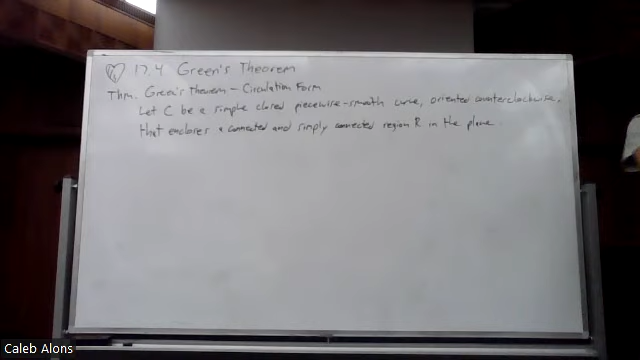 17.4 Green's Theorem
Thm. Green's Theorem - Circulation Form
Let C be a simple closed piecewise-smooth curve, oriented counterclockwise,
that encloses a connected and simply connected region R in the plane.
Caleb Alons